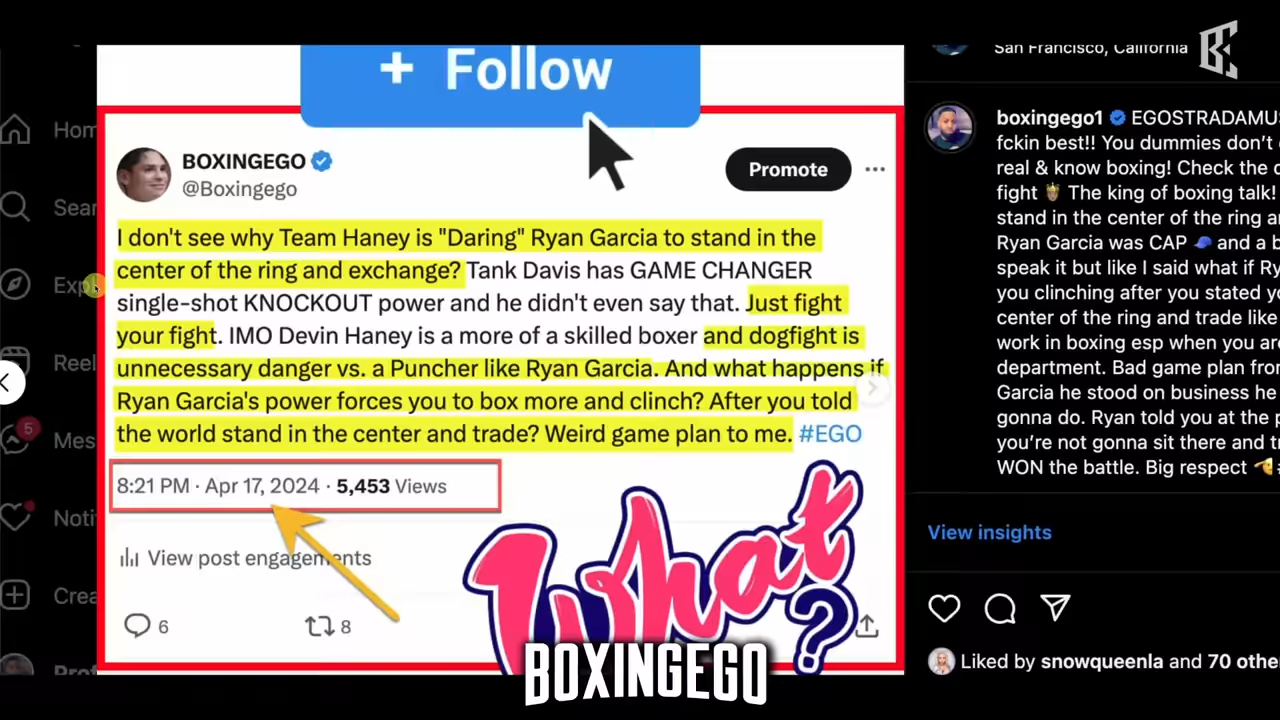 + Follow
BOXINGEGO
@Boxingego
Promote
I don't see why Team Haney is "Daring" Ryan Garcia to stand in the
center of the ring and exchange? Tank Davis has GAME CHANGER
single-shot KNOCKOUT power and he didn't even say that. Just fight
your fight. IMO Devin Haney is a more of a skilled boxer and dogfight is
unnecessary danger vs. a Puncher like Ryan Garcia. And what happens if
Ryan Garcia's power forces you to box more and clinch? After you told
the world stand in the center and trade? Weird game plan to me. #EGO
8:21 PM · Apr 17, 2024 · 5,453 Views
View post engagements
6
8
What?
BOXINGEGO
Hom
Sear
Expl
Reel
5
Mes
Noti
Crea
Prof
San Francisco, California
BE
boxingego1 EGOSTRADAMUS
fckin best!! You dummies don't
real & know boxing! Check the
fight The king of boxing talk!
stand in the center of the ring
Ryan Garcia was CAP and a
speak it but like I said what if
you clinching after you stated
center of the ring and trade like
work in boxing esp when you are
department. Bad game plan from
Garcia he stood on business he
gonna do. Ryan told you at the
you're not gonna sit there and
WON the battle. Big respect
View insights
Liked by snowqueenla and 70 othe